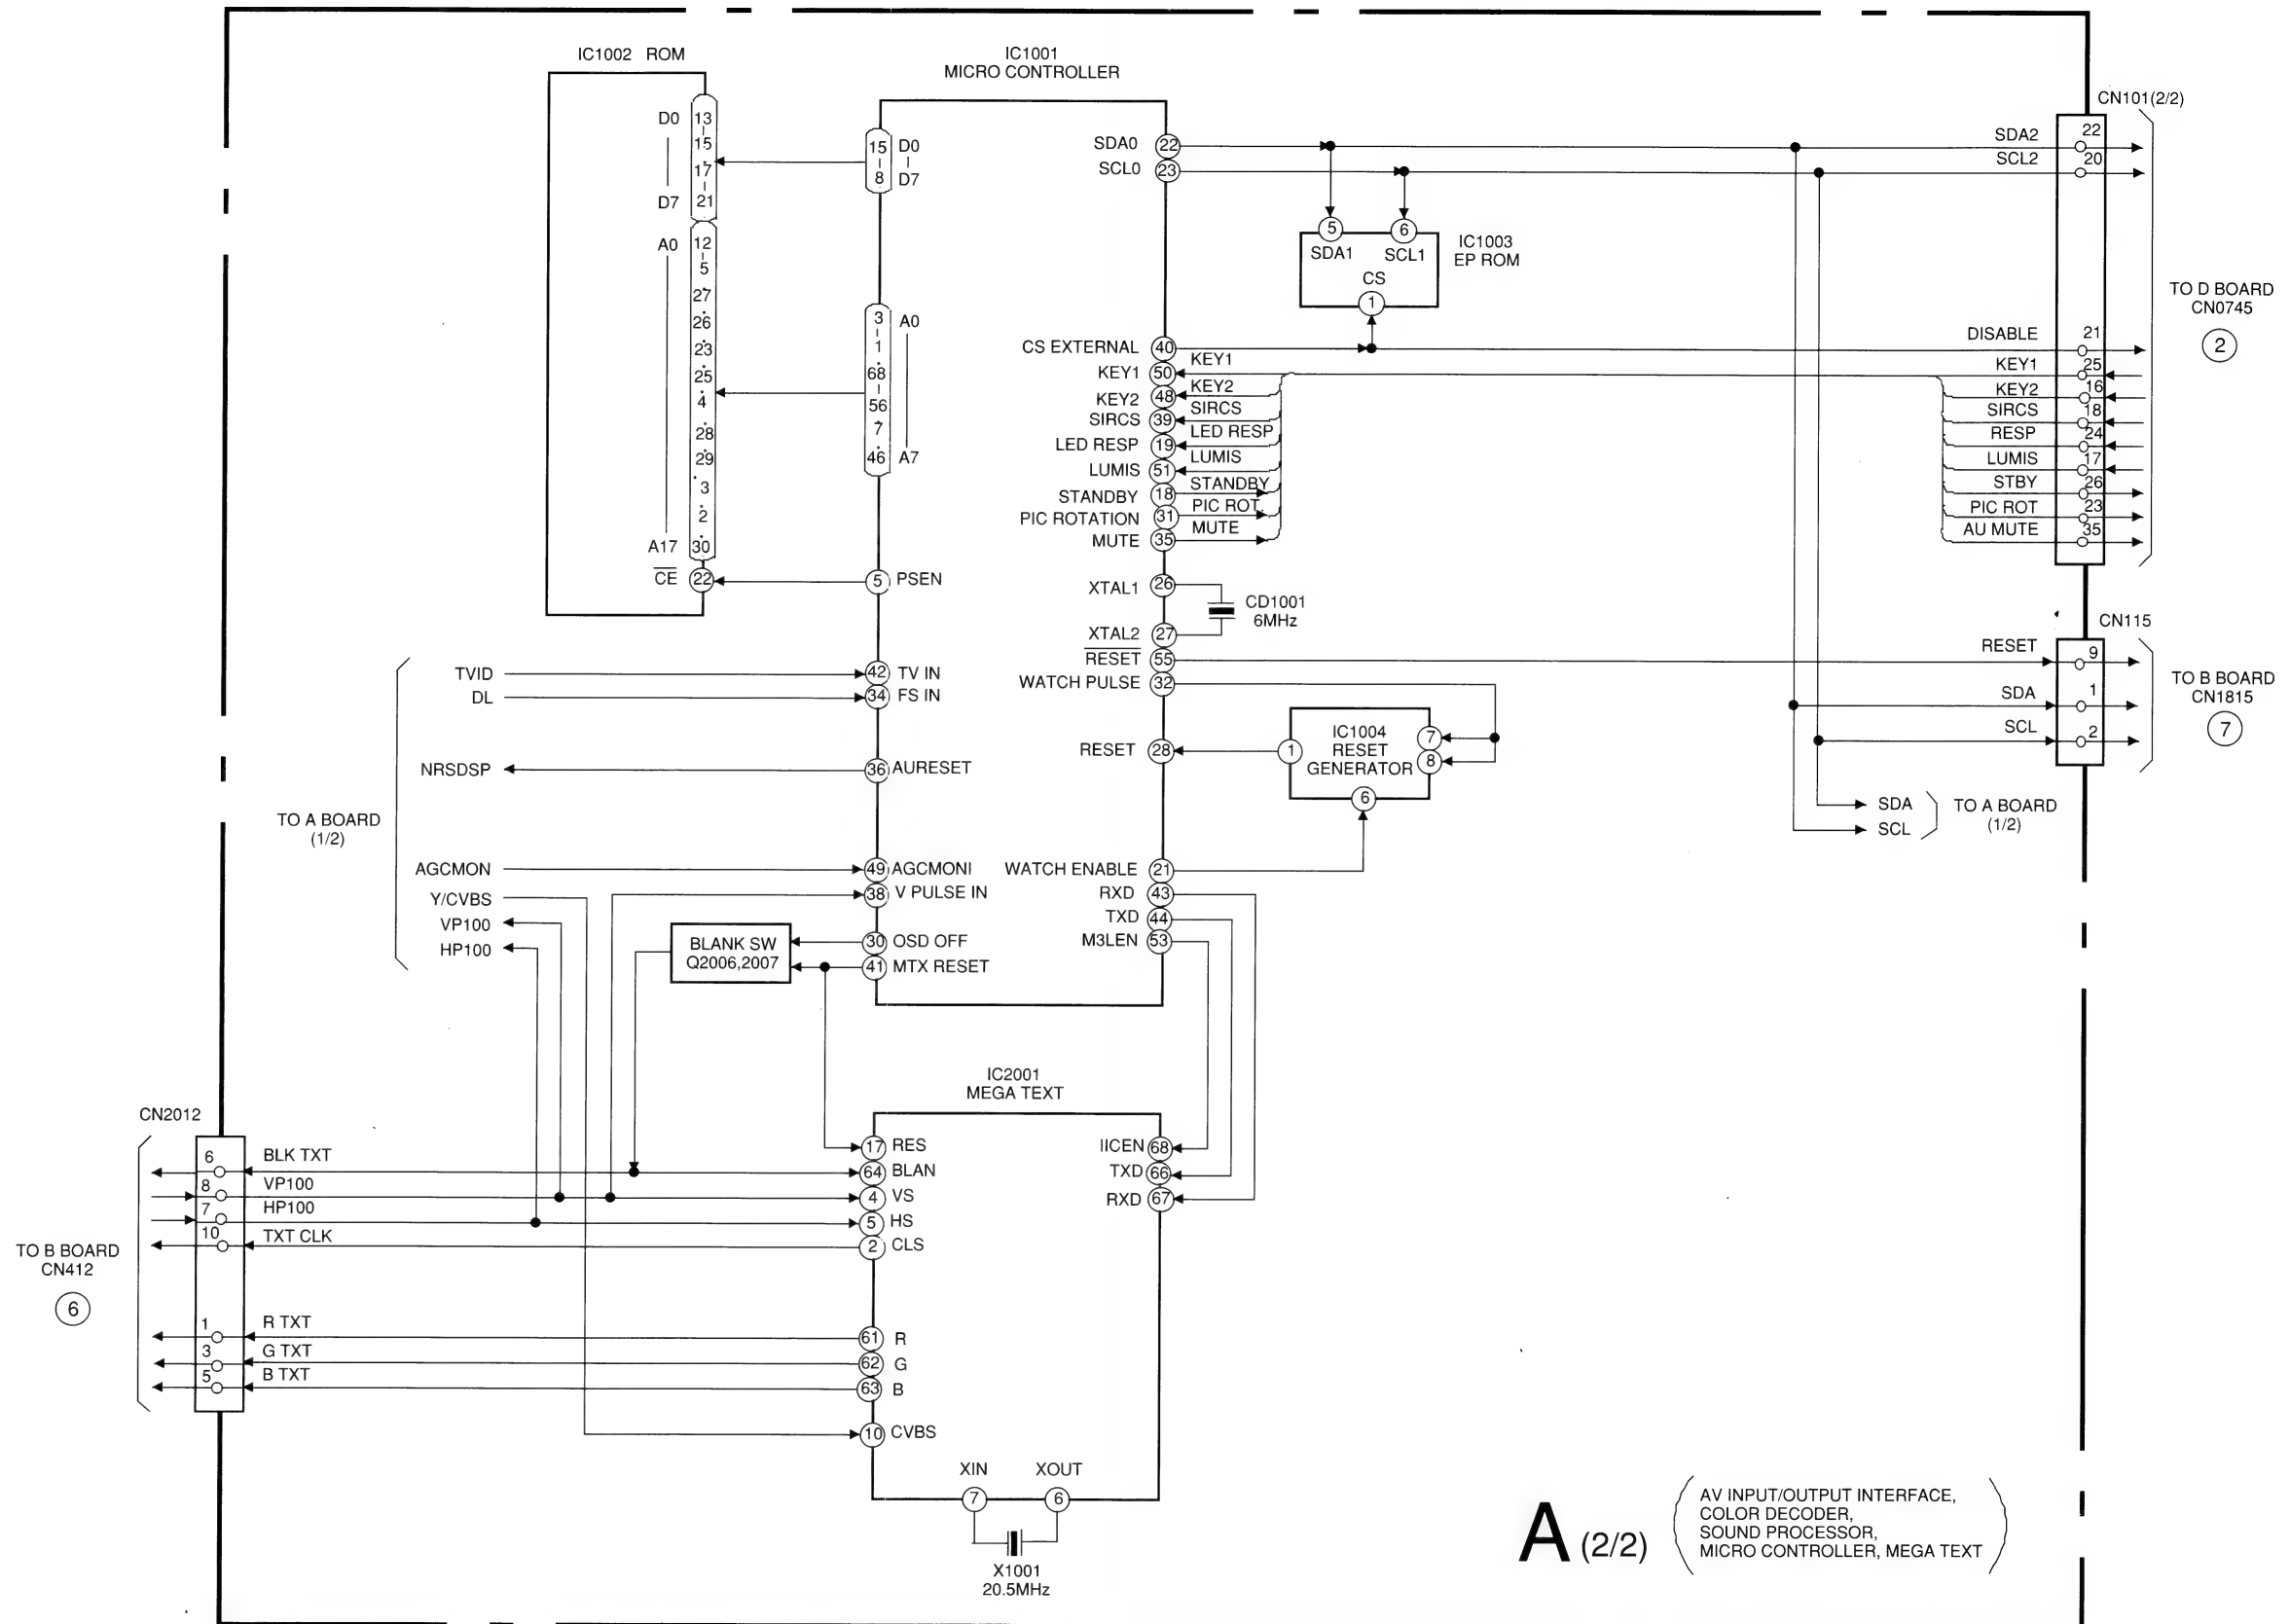 IC1002 ROM
D0
13
15
17
D7
21
A0
12
5
27
26
23
25
4
28
29
3
2
A17
30
CE
22
IC1001
MICRO CONTROLLER
15
D0
8
D7
3
A0
1
68
56
7
46
A7
5
PSEN
42
TV IN
34
FS IN
36
AURESET
49
AGCMONI
38
V PULSE IN
30
OSD OFF
41
MTX RESET
SDA0
22
SCL0
23
CS EXTERNAL
40
KEY1
50
KEY1
KEY2
48
KEY2
SIRCS
39
SIRCS
LED RESP
19
LED RESP
LUMIS
51
LUMIS
STANDBY
18
STANDBY
PIC ROTATION
31
PIC ROT.
MUTE
35
MUTE
XTAL1
26
XTAL2
27
CD1001
6MHz
RESET
55
WATCH PULSE
32
RESET
28
WATCH ENABLE
21
RXD
43
TXD
44
M3LEN
53
5
6
SDA1
SCL1
CS
1
IC1003
EP ROM
1
IC1004
RESET
GENERATOR
7
8
6
CN101(2/2)
SDA2
22
SCL2
20
DISABLE
21
KEY1
25
KEY2
16
SIRCS
18
RESP
24
LUMIS
17
STBY
26
PIC ROT
23
AU MUTE
35
TO D BOARD
CN0745
2
CN115
RESET
9
SDA
1
SCL
2
TO B BOARD
CN1815
7
SDA
SCL
TO A BOARD
(1/2)
TVID
DL
NRSDSP
TO A BOARD
(1/2)
AGCMON
Y/CVBS
VP100
HP100
BLANK SW
Q2006,2007
IC2001
MEGA TEXT
17
RES
64
BLAN
4
VS
5
HS
2
CLS
61
R
62
G
63
B
10
CVBS
IICEN
68
TXD
66
RXD
67
XIN
XOUT
7
6
X1001
20.5MHz
CN2012
6
BLK TXT
8
VP100
7
HP100
10
TXT CLK
1
R TXT
3
G TXT
5
B TXT
TO B BOARD
CN412
6
A (2/2)
AV INPUT/OUTPUT INTERFACE,
COLOR DECODER,
SOUND PROCESSOR,
MICRO CONTROLLER, MEGA TEXT